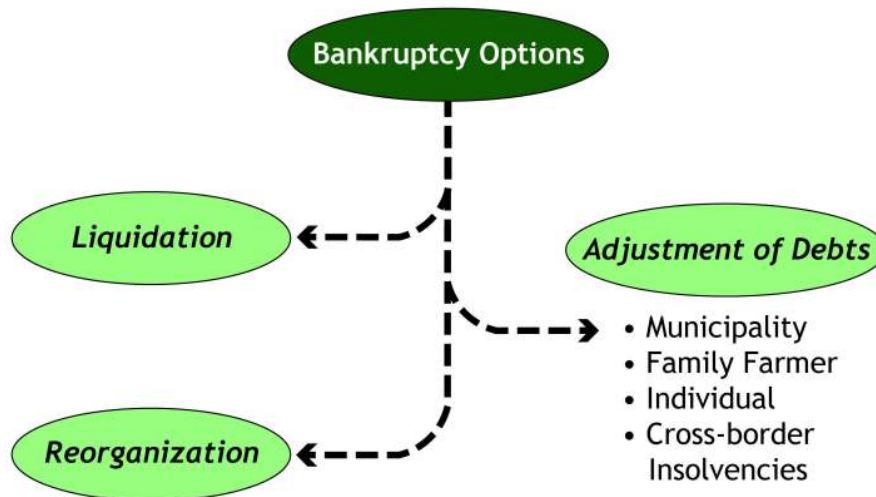 Bankruptcy Options
Liquidation
Adjustment of Debts
• Municipality
• Family Farmer
• Individual
• Cross-border
Insolvencies
Reorganization